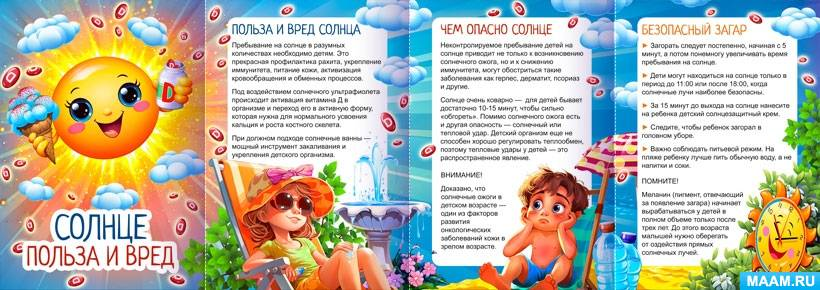 СОЛНЦЕ
ПОЛЬЗА И ВРЕД
D
ПОЛЬЗА И ВРЕД СОЛНЦА
Пребывание на солнце в разумных
количествах необходимо детям. Это
прекрасная профилактика рахита, укрепление
иммунитета, питание кожи, активизация
кровообращения и обменных процессов.
Под воздействием солнечного ультрафиолета
происходит активация витамина Д в
организме и переход его в активную форму,
которая нужна для нормального усвоения
кальция и роста костного скелета.
При должном подходе солнечные ванны –
мощный инструмент закаливания и
укрепления детского организма.
ЧЕМ ОПАСНО СОЛНЦЕ
Неконтролируемое пребывание детей на
солнце приводит не только к возникновению
солнечного ожога, но и к снижению
иммунитета, могут обостриться такие
заболевания как герпес, дерматит, псориаз
и другие.
Солнце очень коварно — для детей бывает
достаточно 10-15 минут, чтобы сильно
«обгореть». Помимо солнечного ожога есть
и другая опасность — солнечный или
тепловой удар. Детский организм еще не
способен хорошо регулировать теплообмен,
поэтому тепловые удары у детей — это
распространенное явление.
ВНИМАНИЕ!
Доказано, что
солнечные ожоги в
детском возрасте —
один из факторов
развития
онкологических
заболеваний кожи в
зрелом возрасте.
БЕЗОПАСНЫЙ ЗАГАР
► Загорать следует постепенно, начиная с 5
минут, а потом понемногу увеличивать время
пребывания на солнце.
► Дети могут находиться на солнце только в
период до 11:00 или после 18:00, когда
солнечные лучи наиболее безопасны.
► За 15 минут до выхода на солнце нанесите
на ребенка детский солнцезащитный крем.
► Следите, чтобы ребенок загорал в
головном уборе.
► Важно соблюдать питьевой режим. На
пляже ребенку лучше пить обычную воду, а не
напитки и соки.
ПОМНИТЕ!
Меланин (пигмент, отвечающий
за появление загара) начинает
вырабатываться у детей в
полном объеме только после
трех лет. До этого возраста
малышей нужно оберегать
от оздействия прямых
солнечных лучей.
MAAM.RU